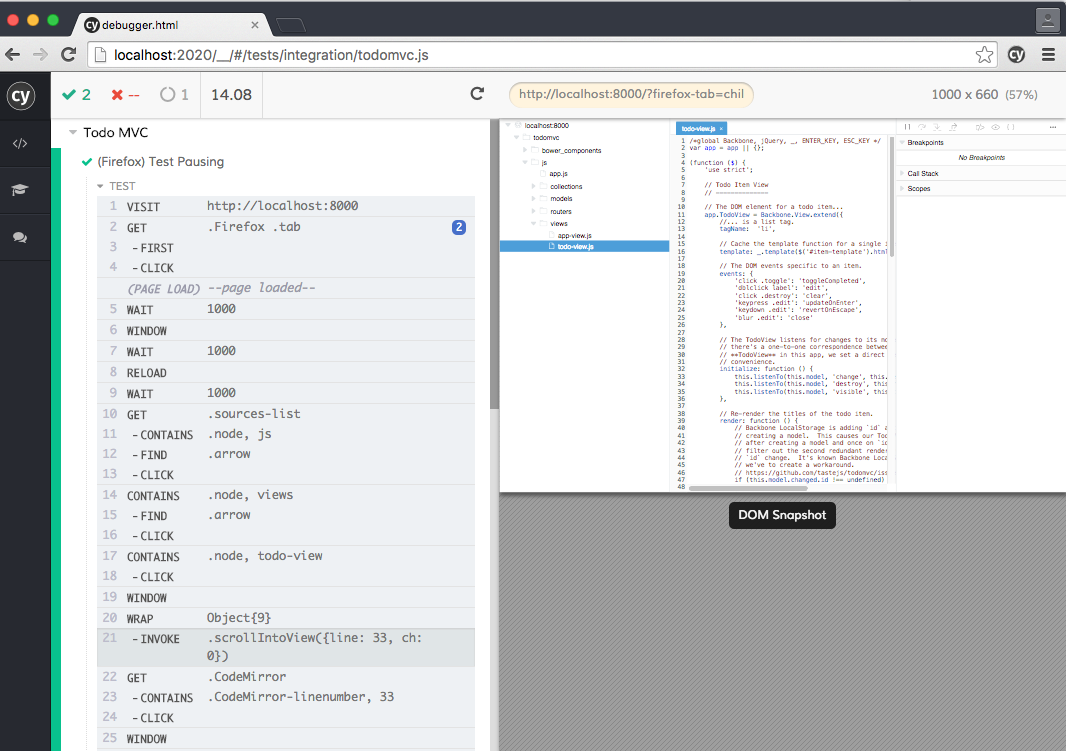 cy debugger.html ×
localhost:2020/__/#/tests/integration/todomvc.js
cy
cy
2
--
1
14.08
http://localhost:8000/?firefox-tab=chil
1000 x 660 (57%)
Todo MVC
(Firefox) Test Pausing
TEST
1 VISIT http://localhost:8000
2 GET .Firefox .tab 2
3 - FIRST
4 - CLICK
(PAGE LOAD) --page loaded--
5 WAIT 1000
6 WINDOW
7 WAIT 1000
8 RELOAD
9 WAIT 1000
10 GET .sources-list
11 - CONTAINS .node, js
12 - FIND .arrow
13 - CLICK
14 CONTAINS .node, views
15 - FIND .arrow
16 - CLICK
17 CONTAINS .node, todo-view
18 - CLICK
19 WINDOW
20 WRAP Object{9}
21 - INVOKE .scrollIntoView({line: 33, ch:
0})
22 GET .CodeMirror
23 - CONTAINS .CodeMirror-linenumber, 33
24 - CLICK
25 WINDOW
localhost:8000
todomvc
bower_components
js
app.js
collections
models
routers
views
app-view.js
todo-view.js
todo-view.js ×
1 /*global Backbone, jQuery, _, ENTER_KEY, ESC_KEY */
2 var app = app || {};
3
4 (function ($) {
5 'use strict';
6
7 // Todo Item View
8 // --------------
9
10 // The DOM element for a todo item...
11 app.TodoView = Backbone.View.extend({
12 //... is a list tag.
13 tagName: 'li',
14
15 // Cache the template function for a single i
16 template: _.template($('#item-template').html
17
18 // The DOM events specific to an item.
19 events: {
20 'click .toggle': 'toggleCompleted',
21 'dblclick label': 'edit',
22 'click .destroy': 'clear',
23 'keypress .edit': 'updateOnEnter',
24 'keydown .edit': 'revertOnEscape',
25 'blur .edit': 'close'
26 },
27
28 // The TodoView listens for changes to its mo
29 // there's a one-to-one correspondence betwee
30 // **TodoView** in this app, we set a direct
31 // convenience.
32 initialize: function () {
33 this.listenTo(this.model, 'change', this.
34 this.listenTo(this.model, 'destroy', this
35 this.listenTo(this.model, 'visible', this
36 },
37
38 // Re-render the titles of the todo item.
39 render: function () {
40 // Backbone LocalStorage is adding `id` a
41 // creating a model. This causes our Tod
42 // after creating a model and once on `id
43 // filter out the second redundant render
44 // `id` change. It's known Backbone Loca
45 // we've to create a workaround.
46 // https://github.com/tastejs/todomvc/iss
47 if (this.model.changed.id !== undefined)
48
Breakpoints
No Breakpoints
Call Stack
Scopes
DOM Snapshot